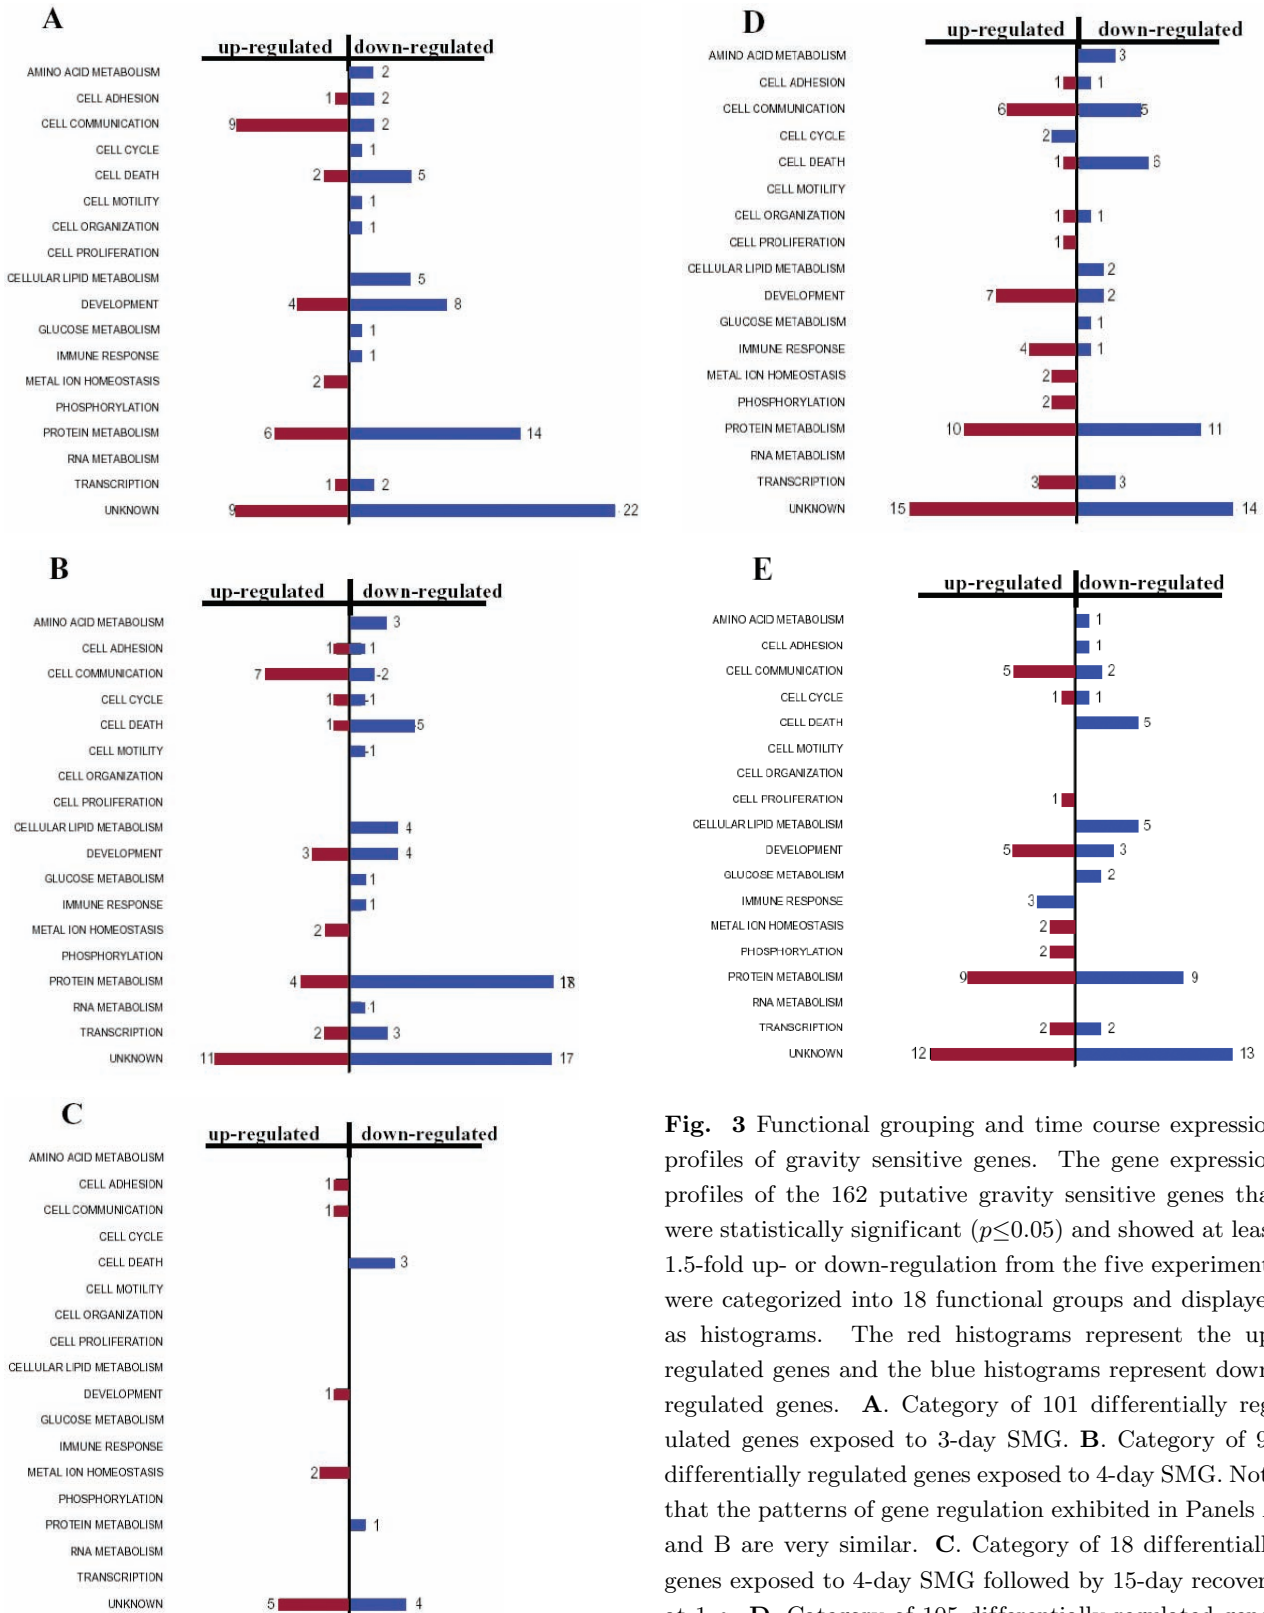 A
up-regulated down-regulated
AMINO ACID METABOLISM 2
CELL ADHESION 1 2
CELL COMMUNICATION 9 2
CELL CYCLE 1
CELL DEATH 2 5
CELL MOTILITY 1
CELL ORGANIZATION 1
CELL PROLIFERATION
CELLULAR LIPID METABOLISM 5
DEVELOPMENT 4 8
GLUCOSE METABOLISM 1
IMMUNE RESPONSE 1
METAL ION HOMEOSTASIS 2
PHOSPHORYLATION
PROTEIN METABOLISM 6 14
RNA METABOLISM
TRANSCRIPTION 1 2
UNKNOWN 9 22
B
up-regulated down-regulated
AMINO ACID METABOLISM 3
CELL ADHESION 1 1
CELL COMMUNICATION 7 2
CELL CYCLE 1 1
CELL DEATH 1 5
CELL MOTILITY 1
CELL ORGANIZATION
CELL PROLIFERATION
CELLULAR LIPID METABOLISM 4
DEVELOPMENT 3 4
GLUCOSE METABOLISM 1
IMMUNE RESPONSE 1
METAL ION HOMEOSTASIS 2
PHOSPHORYLATION
PROTEIN METABOLISM 4 18
RNA METABOLISM 1
TRANSCRIPTION 2 3
UNKNOWN 11 17
C
up-regulated down-regulated
AMINO ACID METABOLISM
CELL ADHESION 1
CELL COMMUNICATION 1
CELL CYCLE
CELL DEATH 3
CELL MOTILITY
CELL ORGANIZATION
CELL PROLIFERATION
CELLULAR LIPID METABOLISM
DEVELOPMENT 1
GLUCOSE METABOLISM
IMMUNE RESPONSE
METAL ION HOMEOSTASIS 2
PHOSPHORYLATION
PROTEIN METABOLISM 1
RNA METABOLISM
TRANSCRIPTION
UNKNOWN 5 4
D
up-regulated down-regulated
AMINO ACID METABOLISM 3
CELL ADHESION 1 1
CELL COMMUNICATION 6 5
CELL CYCLE 2
CELL DEATH 1 6
CELL MOTILITY
CELL ORGANIZATION 1 1
CELL PROLIFERATION 1
CELLULAR LIPID METABOLISM 2
DEVELOPMENT 7 2
GLUCOSE METABOLISM 1
IMMUNE RESPONSE 4 1
METAL ION HOMEOSTASIS 2
PHOSPHORYLATION 2
PROTEIN METABOLISM 10 11
RNA METABOLISM
TRANSCRIPTION 3 3
UNKNOWN 15 14
E
up-regulated down-regulated
AMINO ACID METABOLISM 1
CELL ADHESION 1
CELL COMMUNICATION 5 2
CELL CYCLE 1 1
CELL DEATH 5
CELL MOTILITY
CELL ORGANIZATION
CELL PROLIFERATION 1
CELLULAR LIPID METABOLISM 5
DEVELOPMENT 5 3
GLUCOSE METABOLISM 2
IMMUNE RESPONSE 3
METAL ION HOMEOSTASIS 2
PHOSPHORYLATION 2
PROTEIN METABOLISM 9 9
RNA METABOLISM
TRANSCRIPTION 2 2
UNKNOWN 12 13
Fig. 3 Functional grouping and time course expressio
profiles of gravity sensitive genes. The gene expressio
profiles of the 162 putative gravity sensitive genes tha
were statistically significant (p≤0.05) and showed at leas
1.5-fold up- or down-regulation from the five experiment
were categorized into 18 functional groups and displaye
as histograms. The red histograms represent the up
regulated genes and the blue histograms represent down
regulated genes. A. Category of 101 differentially reg
ulated genes exposed to 3-day SMG. B. Category of 9
differentially regulated genes exposed to 4-day SMG. Not
that the patterns of gene regulation exhibited in Panels
and B are very similar. C. Category of 18 differentiall
genes exposed to 4-day SMG followed by 15-day recover
D. Category of 105 differentially regulated